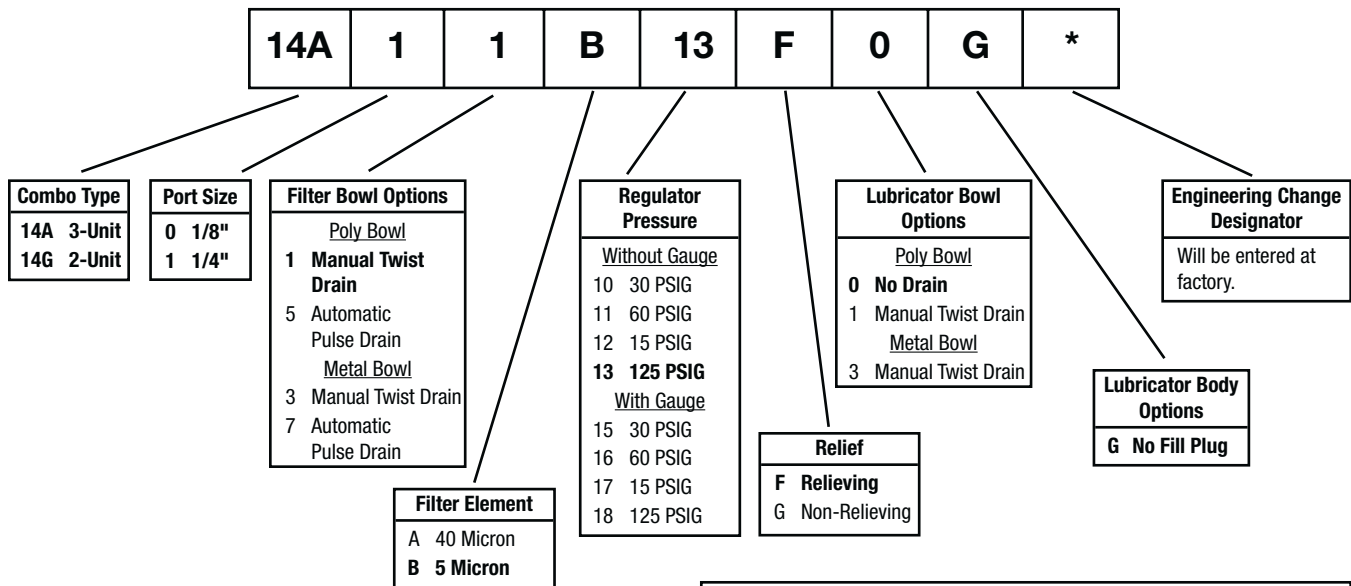 14A 1 1 B 13 F 0 G *
Combo Type
14A 3-Unit
14G 2-Unit
Port Size
0 1/8"
1 1/4"
Filter Bowl Options
Poly Bowl
1 Manual Twist
Drain
5 Automatic
Pulse Drain
Metal Bowl
3 Manual Twist Drain
7 Automatic
Pulse Drain
Filter Element
A 40 Micron
B 5 Micron
Regulator
Pressure
Without Gauge
10 30 PSIG
11 60 PSIG
12 15 PSIG
13 125 PSIG
With Gauge
15 30 PSIG
16 60 PSIG
17 15 PSIG
18 125 PSIG
Relief
F Relieving
G Non-Relieving
Lubricator Bowl
Options
Poly Bowl
0 No Drain
1 Manual Twist Drain
Metal Bowl
3 Manual Twist Drain
Lubricator Body
Options
G No Fill Plug
Engineering Change
Designator
Will be entered at
factory.